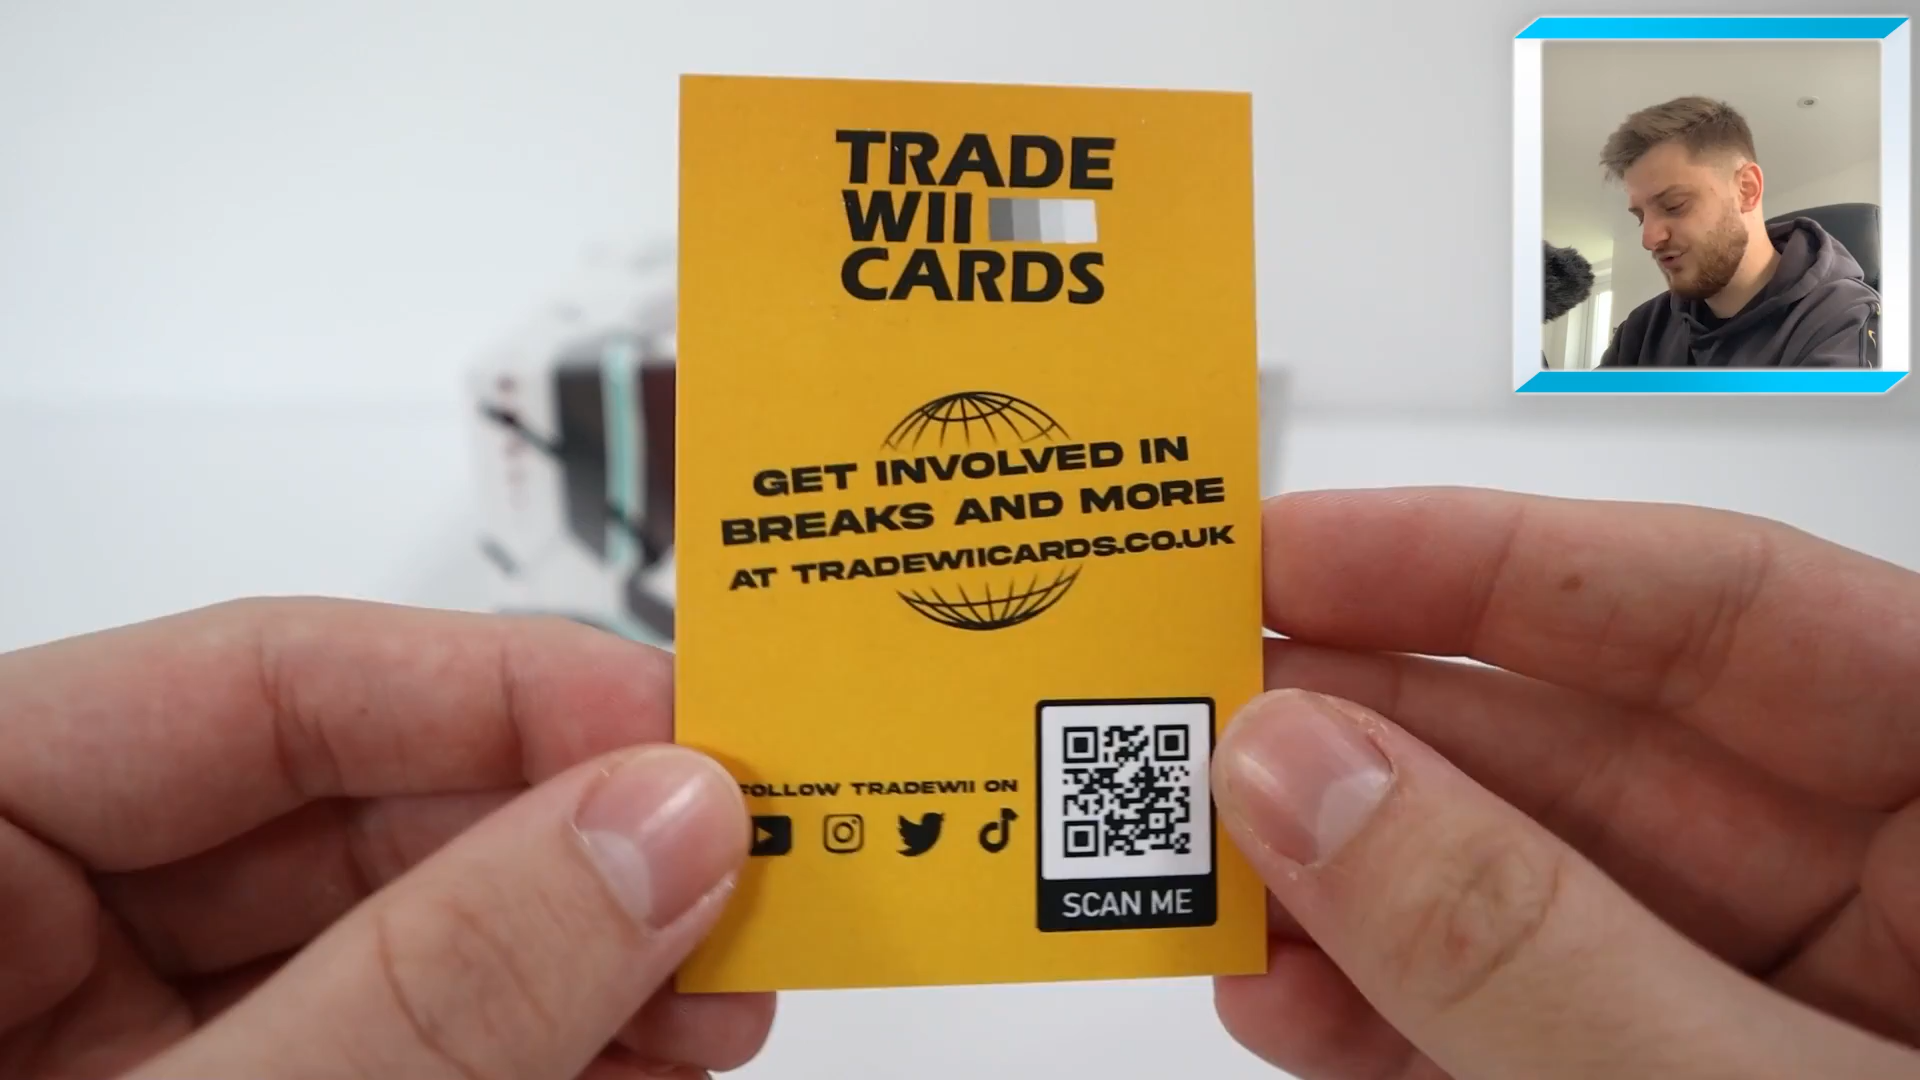 TRADE
WII
CARDS
GET INVOLVED IN
BREAKS AND MORE
AT TRADEWIICARDS.CO.UK
FOLLOW TRADEWII ON
SCAN ME